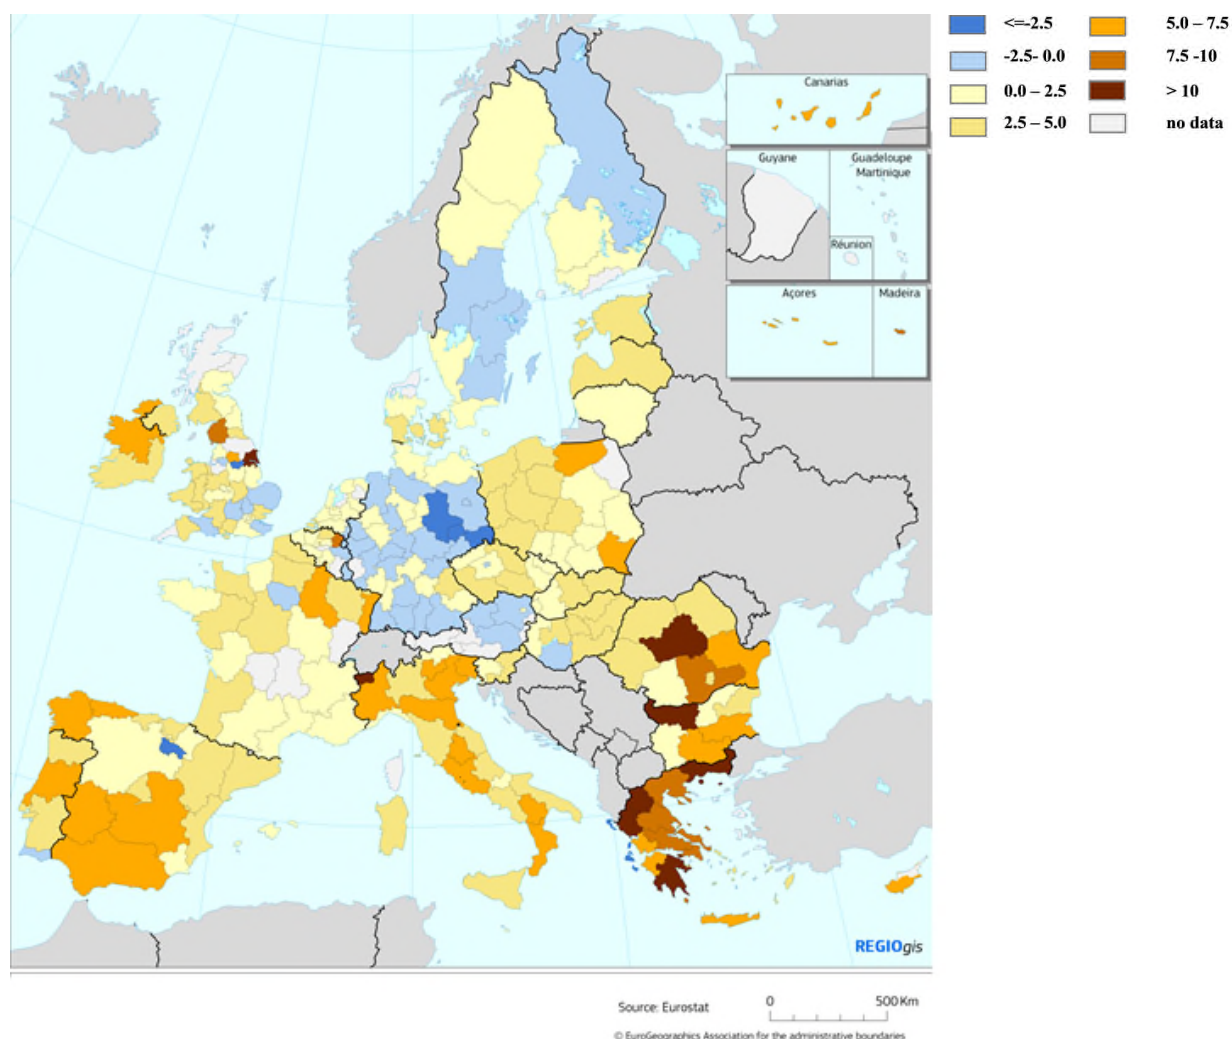 <=-2.5
5.0 – 7.5
-2.5- 0.0
7.5 -10
0.0 – 2.5
> 10
2.5 – 5.0
no data
Canarias
Guyane
Guadeloupe
Martinique
Réunion
Açores
Madeira
REGIOgis
Source: Eurostat
0 500 Km
© EuroGeographics Association for the administrative boundaries